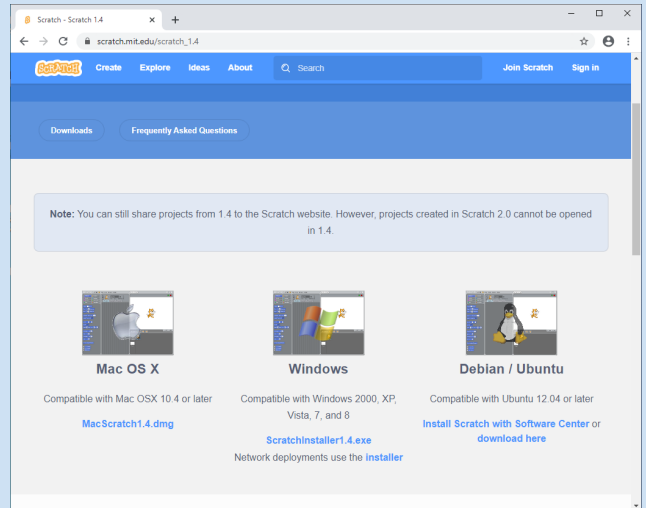 Scratch - Scratch 1.4
scratch.mit.edu/scratch_1.4
SCRATCH Create Explore Ideas About Search Join Scratch Sign in
Downloads Frequently Asked Questions
Note: You can still share projects from 1.4 to the Scratch website. However, projects created in Scratch 2.0 cannot be opened
in 1.4.
Mac OS X
Compatible with Mac OSX 10.4 or later
MacScratch1.4.dmg
Windows
Compatible with Windows 2000, XP,
Vista, 7, and 8
ScratchInstaller1.4.exe
Network deployments use the installer
Debian / Ubuntu
Compatible with Ubuntu 12.04 or later
Install Scratch with Software Center or
download here